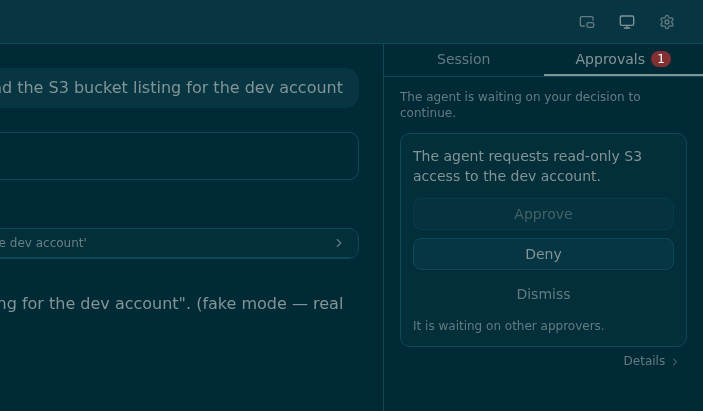 Session
Approvals 1
d the S3 bucket listing for the dev account
The agent is waiting on your decision to
continue.
The agent requests read-only S3
access to the dev account.
Approve
e dev account'
Deny
Dismiss
ng for the dev account". (fake mode — real
It is waiting on other approvers.
Details